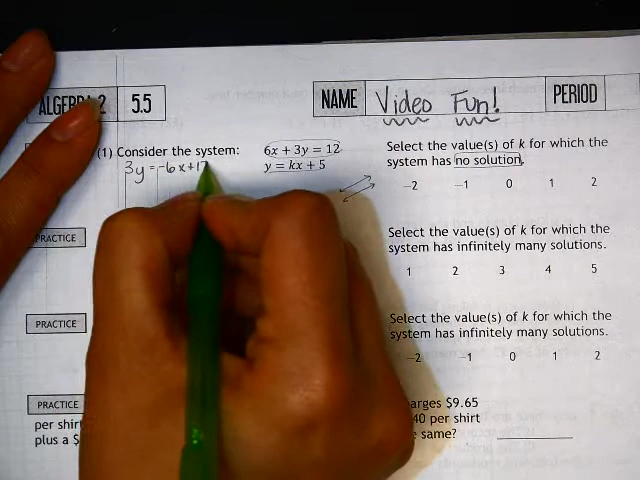 ALGEBRA 2 5.5 NAME Video Fun! PERIOD
(1) Consider the system: 6x + 3y = 12
y = kx + 5
3y = -6x + 12
Select the value(s) of k for which the
system has no solution.
-2 -1 0 1 2
PRACTICE
Select the value(s) of k for which the
system has infinitely many solutions.
1 2 3 4 5
PRACTICE
Select the value(s) of k for which the
system has infinitely many solutions.
-2 -1 0 1 2
PRACTICE
per shirt
plus a $
arges $9.65
40 per shirt
same?